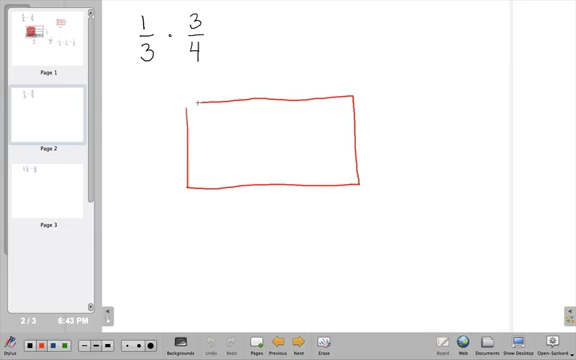 1/3 · 3/4
Page 1
Page 2
Page 3
2 / 3 6:43 PM
Stylus
Backgrounds
Undo
Redo
Pages
Previous
Next
Erase
Board
Web
Documents
Show Desktop
Open-Sankoré